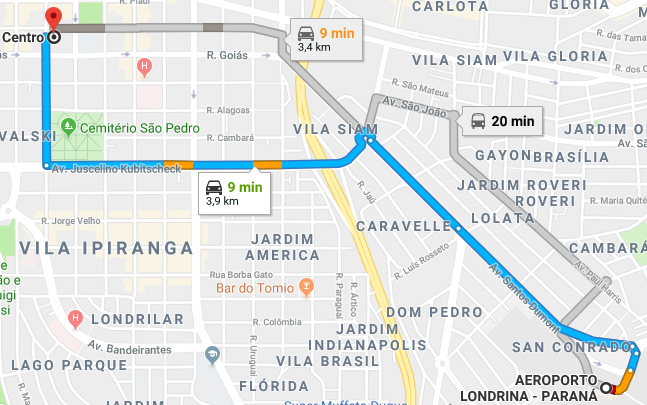 R. Piauí
CARLOTA
GLORIA
Centro
9 min
3,4 km
R. Goiás
VILA SIAM
VILA GLORIA
R. São Mateus
Av. São João
20 min
R. Alagoas
Cemitério São Pedro
VILA SIAM
R. Cambará
VALSKI
JARDIM O
GAYON
BRASÍLIA
Av. Juscelino Kubitscheck
9 min
3,9 km
R. Jaú
JARDIM ROVERI
ROVERI
R. Maria Quité
R. Jorge Velho
CARAVELLE
LOLATA
VILA IPIRANGA
JARDIM
AMERICA
R. Luís Rosseto
CAMBARÁ
Av. Paul Harris
Rua Borba Gato
Bar do Tomio
R. Paraguai
R. Ártico
Av. Santos Dumont
LONDRILAR
R. Colômbia
DOM PEDRO
JARDIM
INDIANAPOLIS
Av. Bandeirantes
R. Uruguai
SAN CONRADO
LAGO PARQUE
VILA BRASIL
FLÓRIDA
AEROPORTO
LONDRINA - PARANÁ
Super Muffato Duque